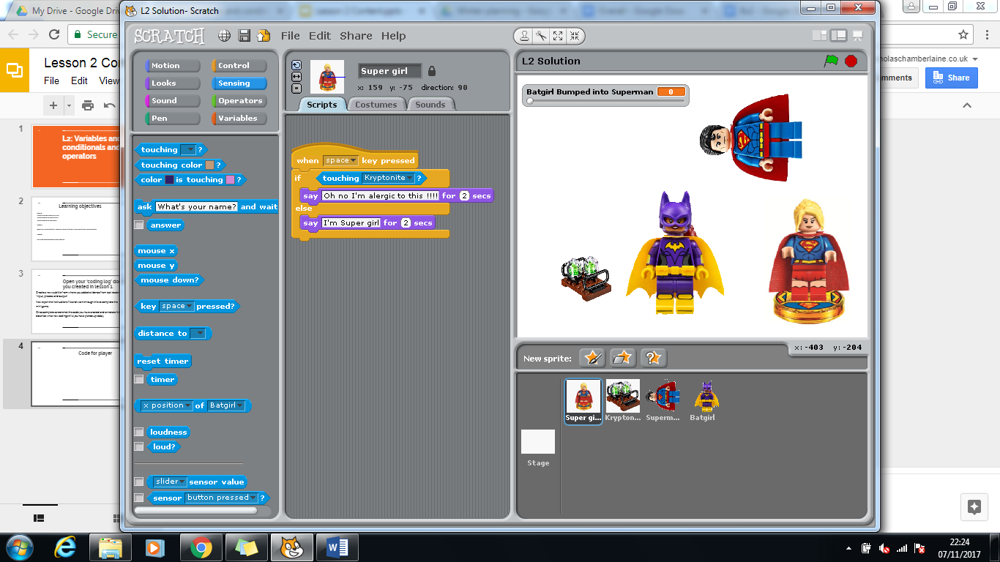 My Drive - Google Driv
Secure
holaschamberlaine.co.uk
Lesson 2 Co
File Edit View
mments
Share
1
L2: Variables and
conditionals and
operators
2
Learning objectives
3
Open your 'coding log' do
you created in lesson 1.
4
Code for player
L2 Solution- Scratch
SCRATCH
File Edit Share Help
Motion Control
Looks Sensing
Sound Operators
Pen Variables
touching ?
touching color ?
color is touching ?
ask What's your name? and wait
answer
mouse x
mouse y
mouse down?
key space pressed?
distance to
reset timer
timer
x position of Batgirl
loudness
loud?
slider sensor value
sensor button pressed ?
Super girl
x: 159 y: -75 direction: 90
Scripts Costumes Sounds
when space key pressed
if touching Kryptonite ?
say Oh no I'm alergic to this !!!! for 2 secs
else
say I'm Super girl for 2 secs
L2 Solution
Batgirl Bumped into Superman 0
x: -403 y: -204
New sprite:
Super gi... Krypton... Superm... Batgirl
Stage
22:24
07/11/2017